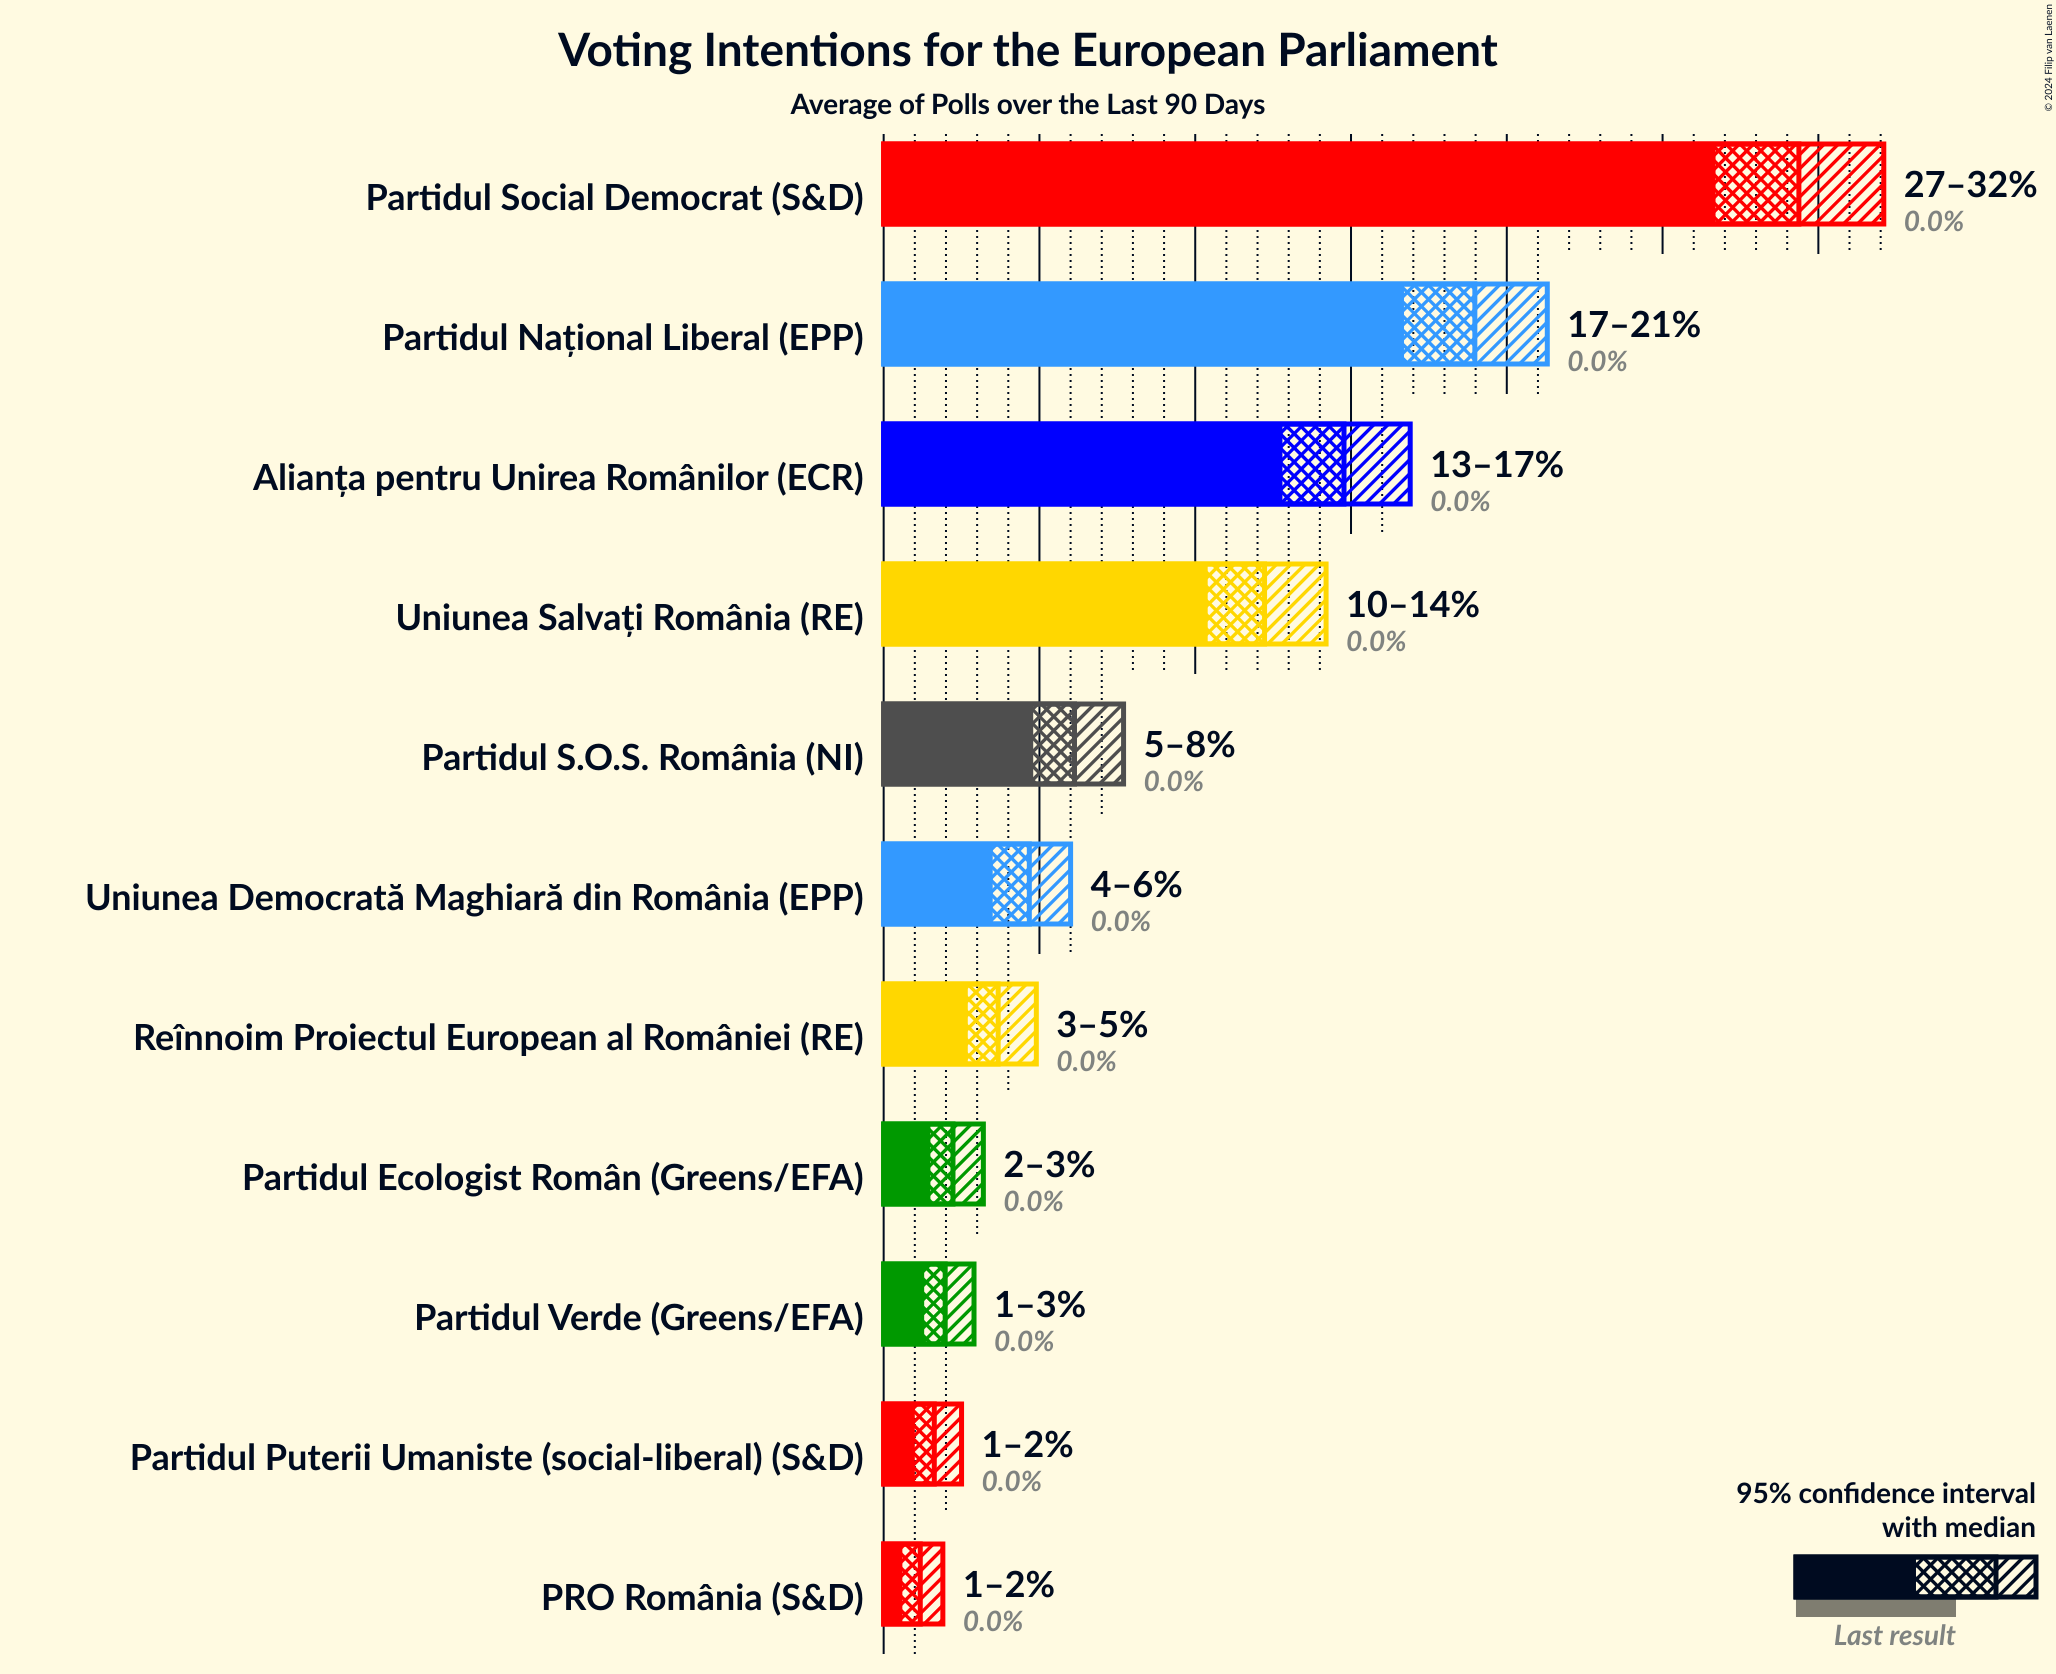 Voting Intentions for the European Parliament
Average of Polls over the Last 90 Days
© 2024 Filip van Laenen
Partidul Social Democrat (S&D)
27–32%
0.0%
Partidul Național Liberal (EPP)
17–21%
0.0%
Alianța pentru Unirea Românilor (ECR)
13–17%
0.0%
Uniunea Salvați România (RE)
10–14%
0.0%
Partidul S.O.S. România (NI)
5–8%
0.0%
Uniunea Democrată Maghiară din România (EPP)
4–6%
0.0%
Reînnoim Proiectul European al României (RE)
3–5%
0.0%
Partidul Ecologist Român (Greens/EFA)
2–3%
0.0%
Partidul Verde (Greens/EFA)
1–3%
0.0%
Partidul Puterii Umaniste (social-liberal) (S&D)
1–2%
0.0%
PRO România (S&D)
1–2%
0.0%
95% confidence interval
with median
Last result